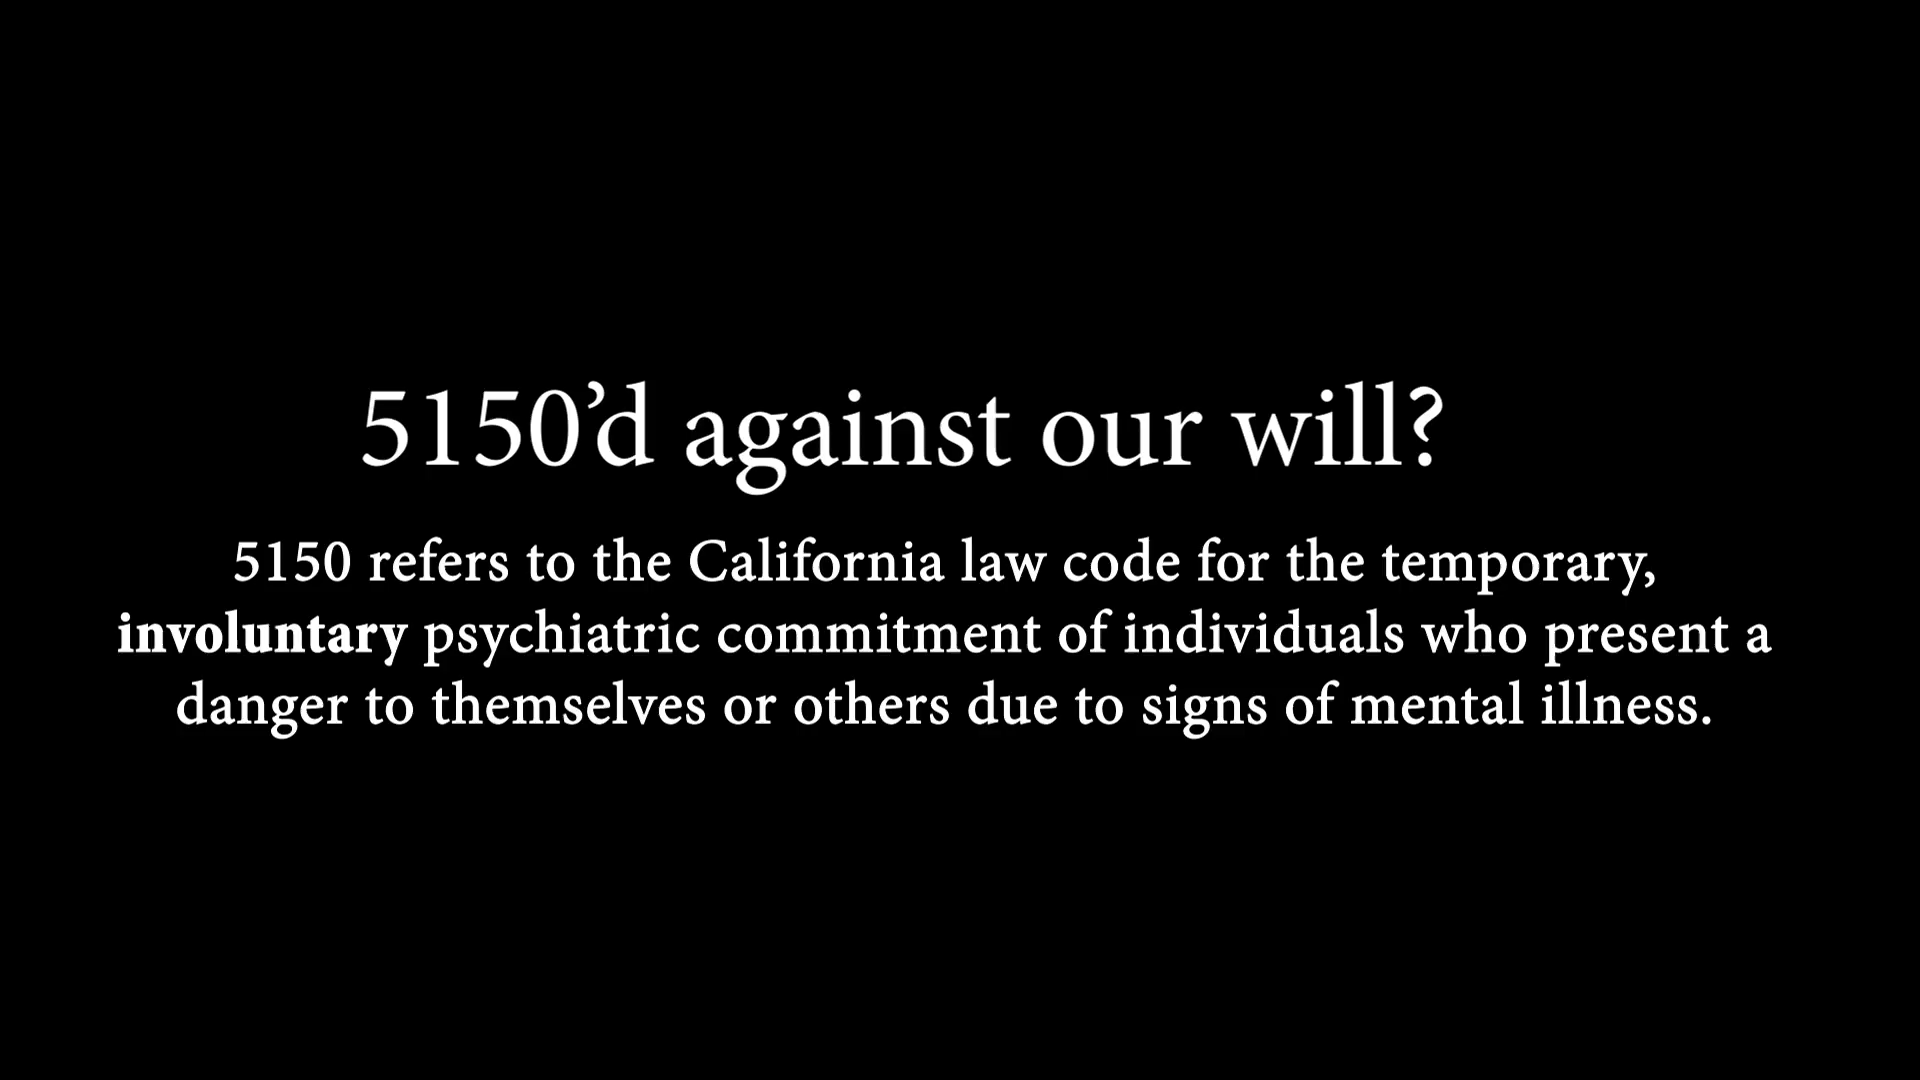 5150’d against our will?
5150 refers to the California law code for the temporary,
involuntary psychiatric commitment of individuals who present a
danger to themselves or others due to signs of mental illness.